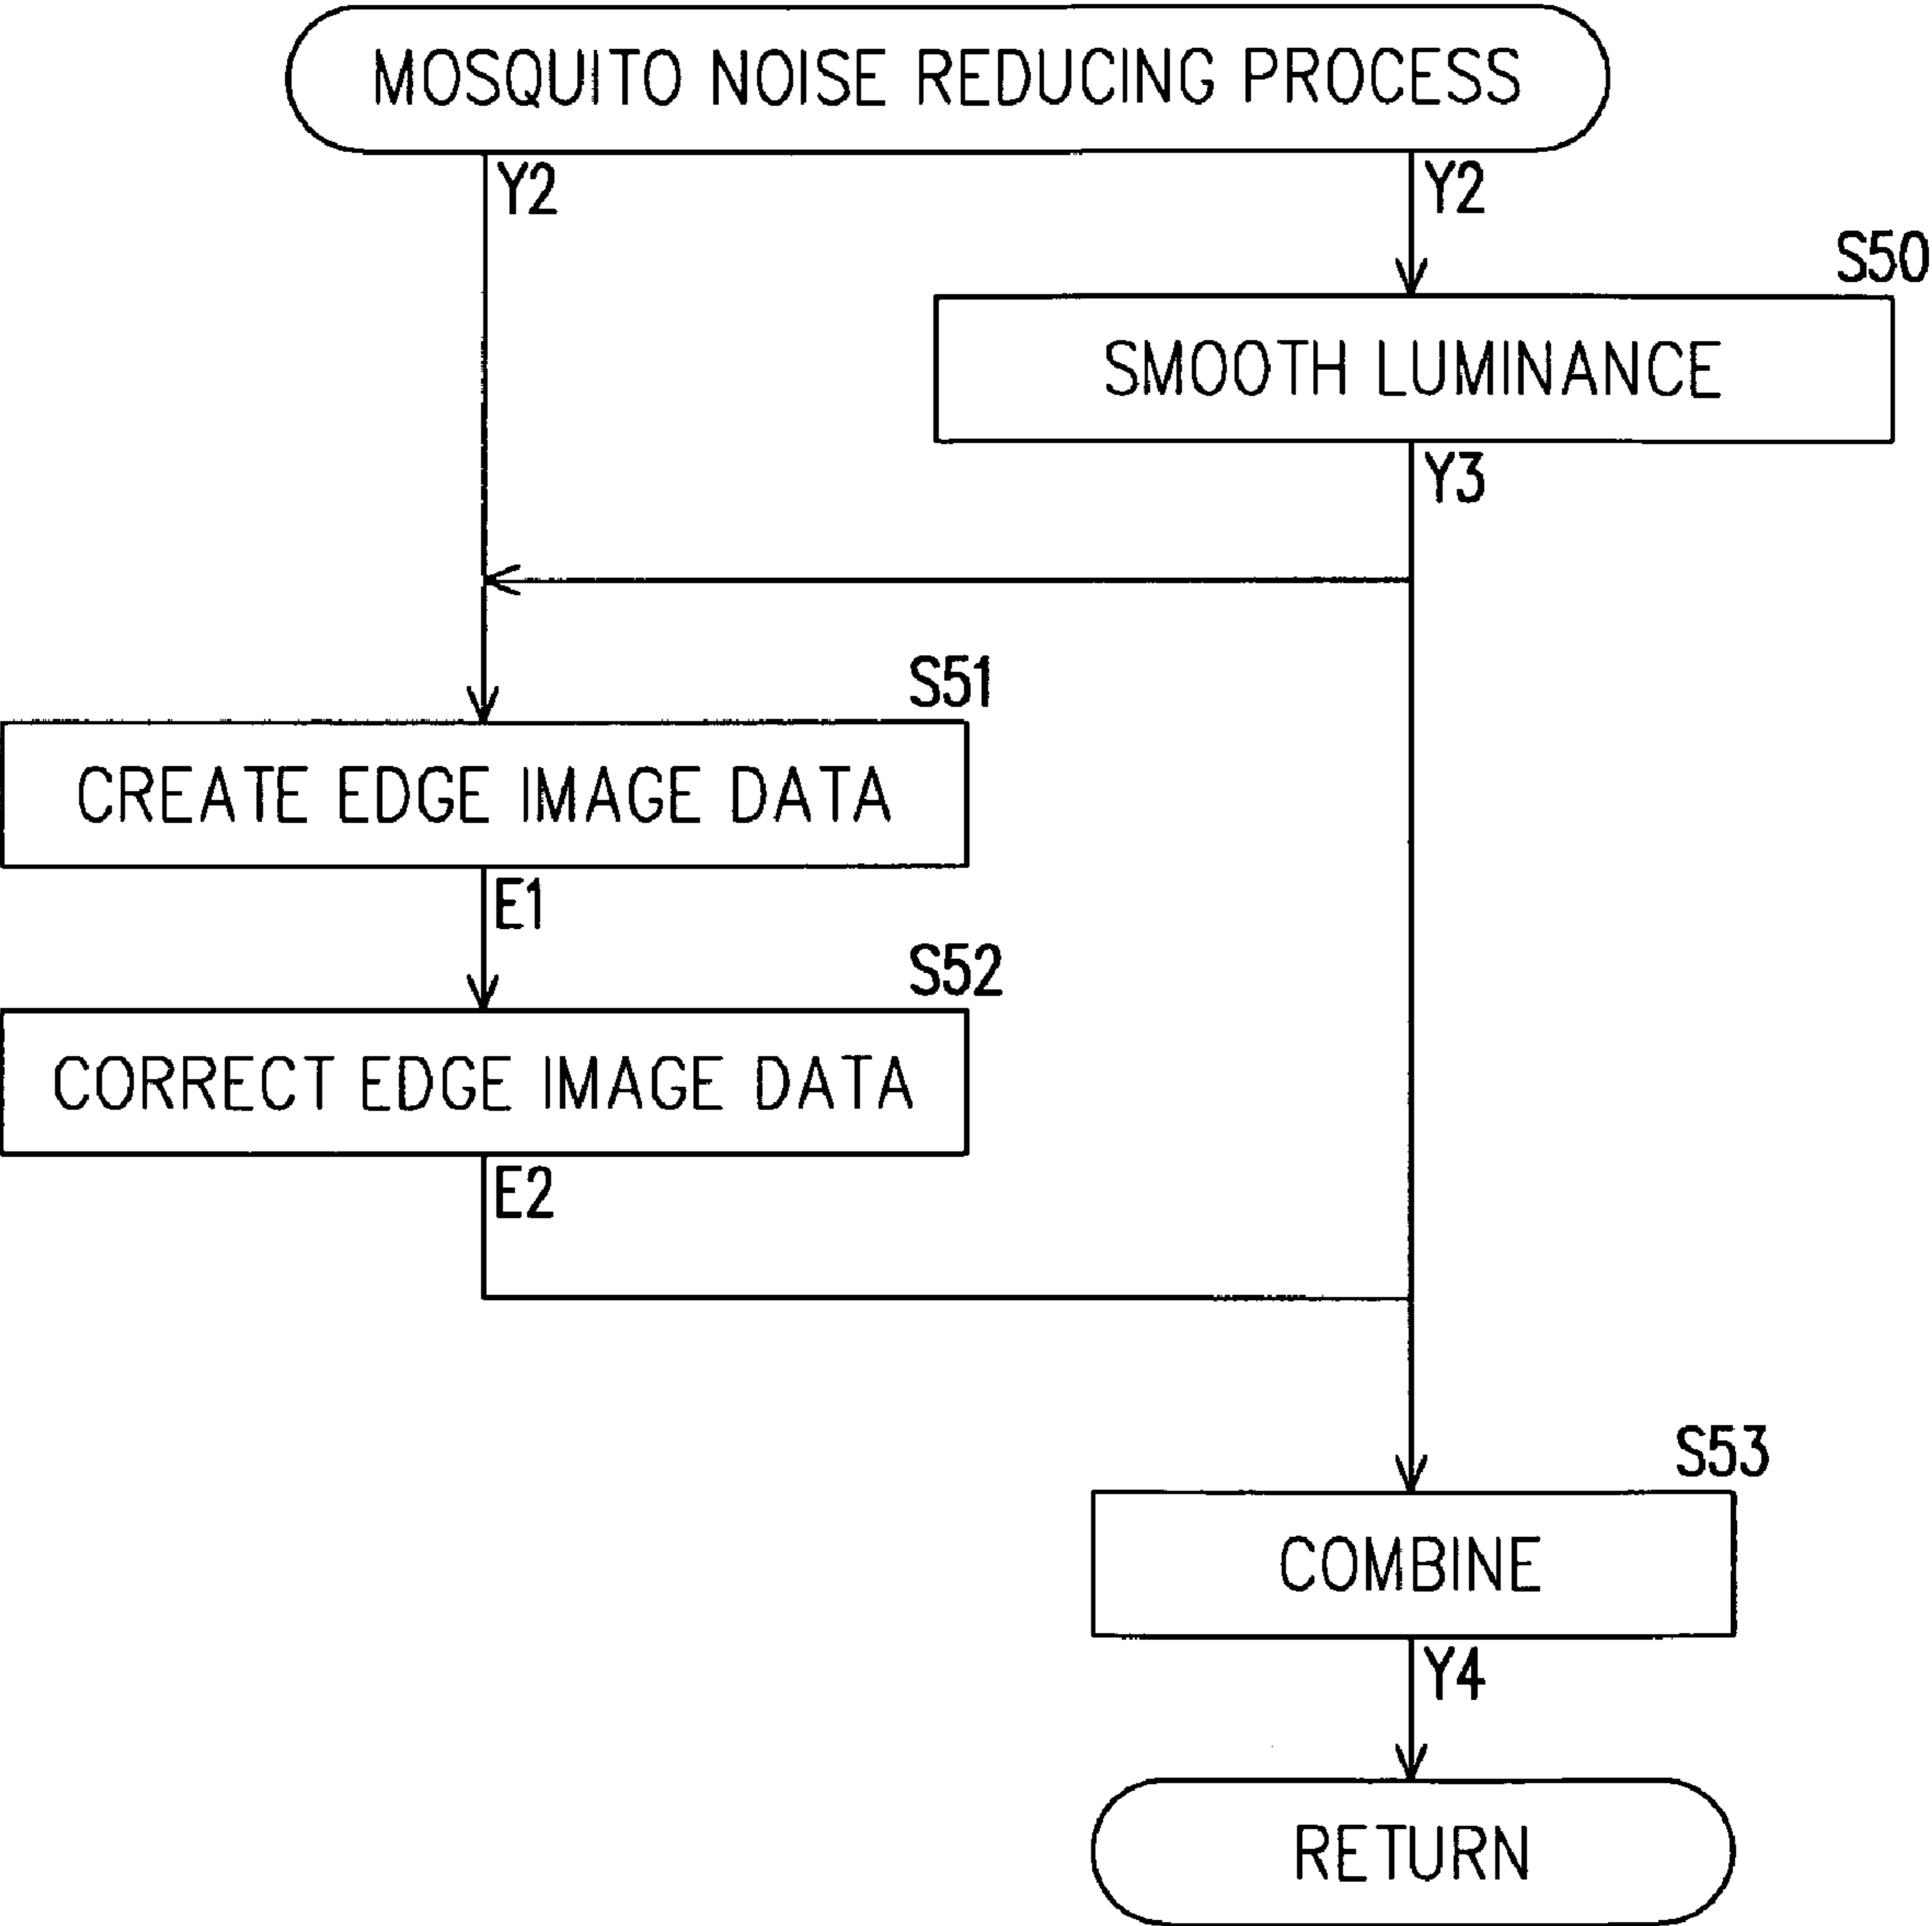 MOSQUITO NOISE REDUCING PROCESS
Y2
Y2
S50
SMOOTH LUMINANCE
Y3
S51
CREATE EDGE IMAGE DATA
E1
S52
CORRECT EDGE IMAGE DATA
E2
S53
COMBINE
Y4
RETURN